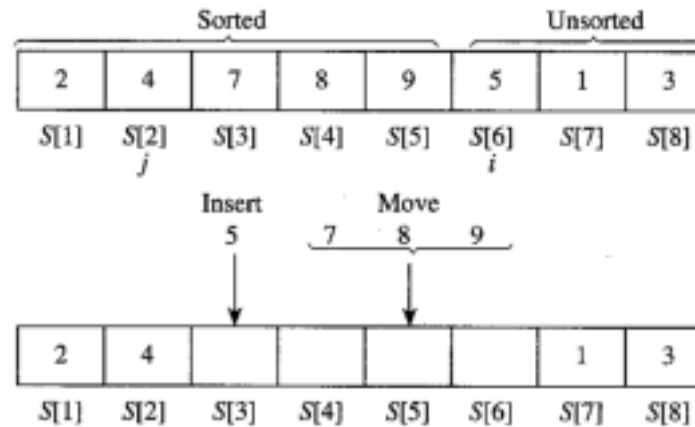 Sorted Unsorted
2 4 7 8 9 5 1 3
S[1] S[2] S[3] S[4] S[5] S[6] S[7] S[8]
j i
Insert Move
5 7 8 9
2 4 1 3
S[1] S[2] S[3] S[4] S[5] S[6] S[7] S[8]